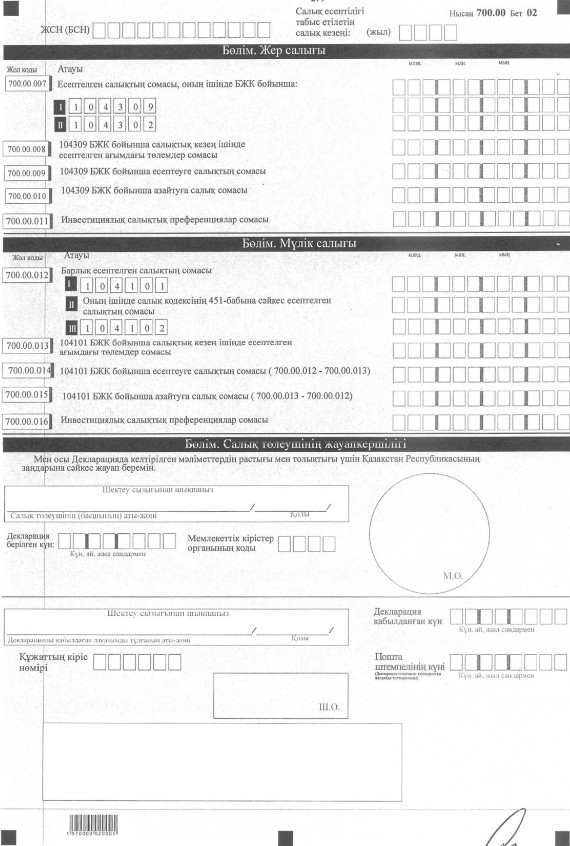 Салық есептілігі
табыс етілетін
салық кезеңі: (жыл)
Нысан 700.00 Бет 02
ЖСН (БСН)
Бөлім. Жер салығы
Жол коды Атауы млрд. млн. мың
700.00.007 Есептелген салықтың сомасы, оның ішінде БЖК бойынша:
I 1 0 4 3 0 9
II 1 0 4 3 0 2
700.00.008 104309 БЖК бойынша салықтық кезең ішінде
есептелген ағымдағы төлемдер сомасы
700.00.009 104309 БЖК бойынша есептеуге салықтың сомасы
700.00.010 104309 БЖК бойынша азайтуға салық сомасы
700.00.011 Инвестициялық салықтық преференциялар сомасы
Бөлім. Мүлік салығы
Жол коды Атауы млрд. млн. мың
700.00.012 Барлық есептелген салықтың сомасы
I 1 0 4 1 0 1
II Оның ішінде салық кодексінің 451-бабына сәйкес есептелген
салықтың сомасы
III 1 0 4 1 0 2
700.00.013 104101 БЖК бойынша салықтық кезең ішінде есептелген
ағымдағы төлемдер сомасы
700.00.014 104101 БЖК бойынша есептеуге салық сомасы ( 700.00.012 - 700.00.013)
700.00.015 104101 БЖК бойынша азайтуға салық сомасы ( 700.00.013 - 700.00.012)
700.00.016 Инвестициялық салықтық преференциялар сомасы
Бөлім. Салық төлеушінің жауапкершілігі
Мен осы Декларацияда келтірілген мәліметтердің растығы мен толықтығы үшін Қазақстан Республикасының
заңдарына сәйкес жауап беремін.
Шектеу сызығынан шықпаңыз
/ /
Салық төлеушінің (басшының) аты-жөні Қолы
Декларация
берілген күн:
Күн, ай, жыл сандармен
Мемлекеттік кірістер
органының коды
М.О.
Шектеу сызығынан шықпаңыз
/ /
Декларацияны қабылдаған лауазымды тұлғаның аты-жөні Қолы
Декларация
қабылданған күн
Күн, ай, жыл сандармен
Құжаттың кіріс
нөмірі
Пошта
штемпелінің күні
Күн, ай, жыл сандармен
Ш.О.